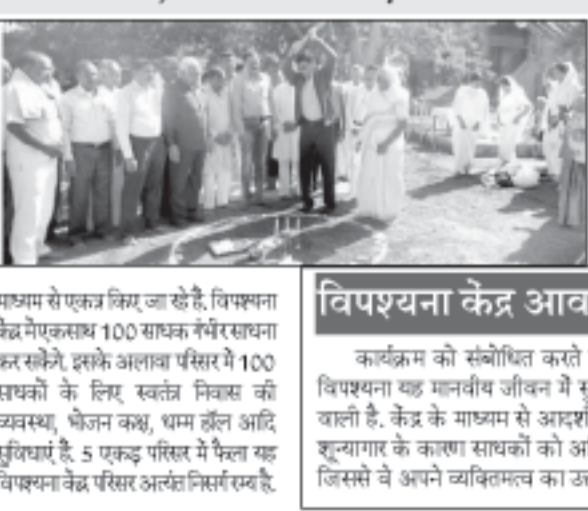 माध्यम से एकत्र किए जा रहे हैं. विपश्यना
केंद्र में एकसाथ 100 साधक गंभीर साधना
कर सकेंगे. इसके अलावा परिसर में 100
साधकों के लिए स्वतंत्र निवास की
व्यवस्था, भोजन कक्ष, धम्म हॉल आदि
सुविधाएं हैं. 5 एकड़ परिसर में फैला यह
विपश्यना केंद्र परिसर अत्यंत निसर्ग रम्य है.
विपश्यना केंद्र आव
कार्यक्रम को संबोधित करते
विपश्यना यह मानवीय जीवन में सु
वाली है. केंद्र के माध्यम से आदर्श
शून्यागार के कारण साधकों को अ
जिससे वे अपने व्यक्तिमत्व का उ